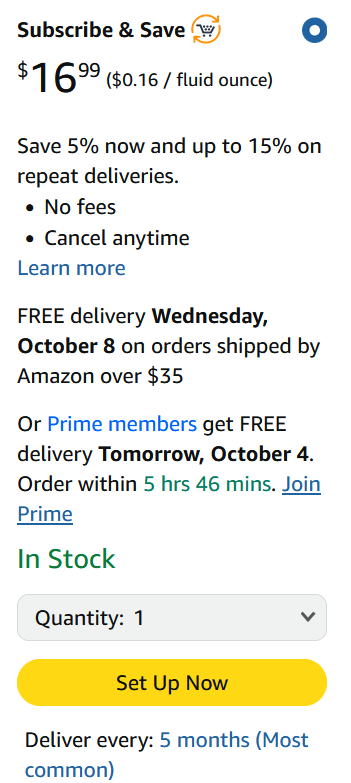 Subscribe & Save
$16.99 ($0.16 / fluid ounce)
Save 5% now and up to 15% on
repeat deliveries.
• No fees
• Cancel anytime
Learn more
FREE delivery Wednesday,
October 8 on orders shipped by
Amazon over $35
Or Prime members get FREE
delivery Tomorrow, October 4.
Order within 5 hrs 46 mins. Join
Prime
In Stock
Quantity: 1
Set Up Now
Deliver every: 5 months (Most
common)